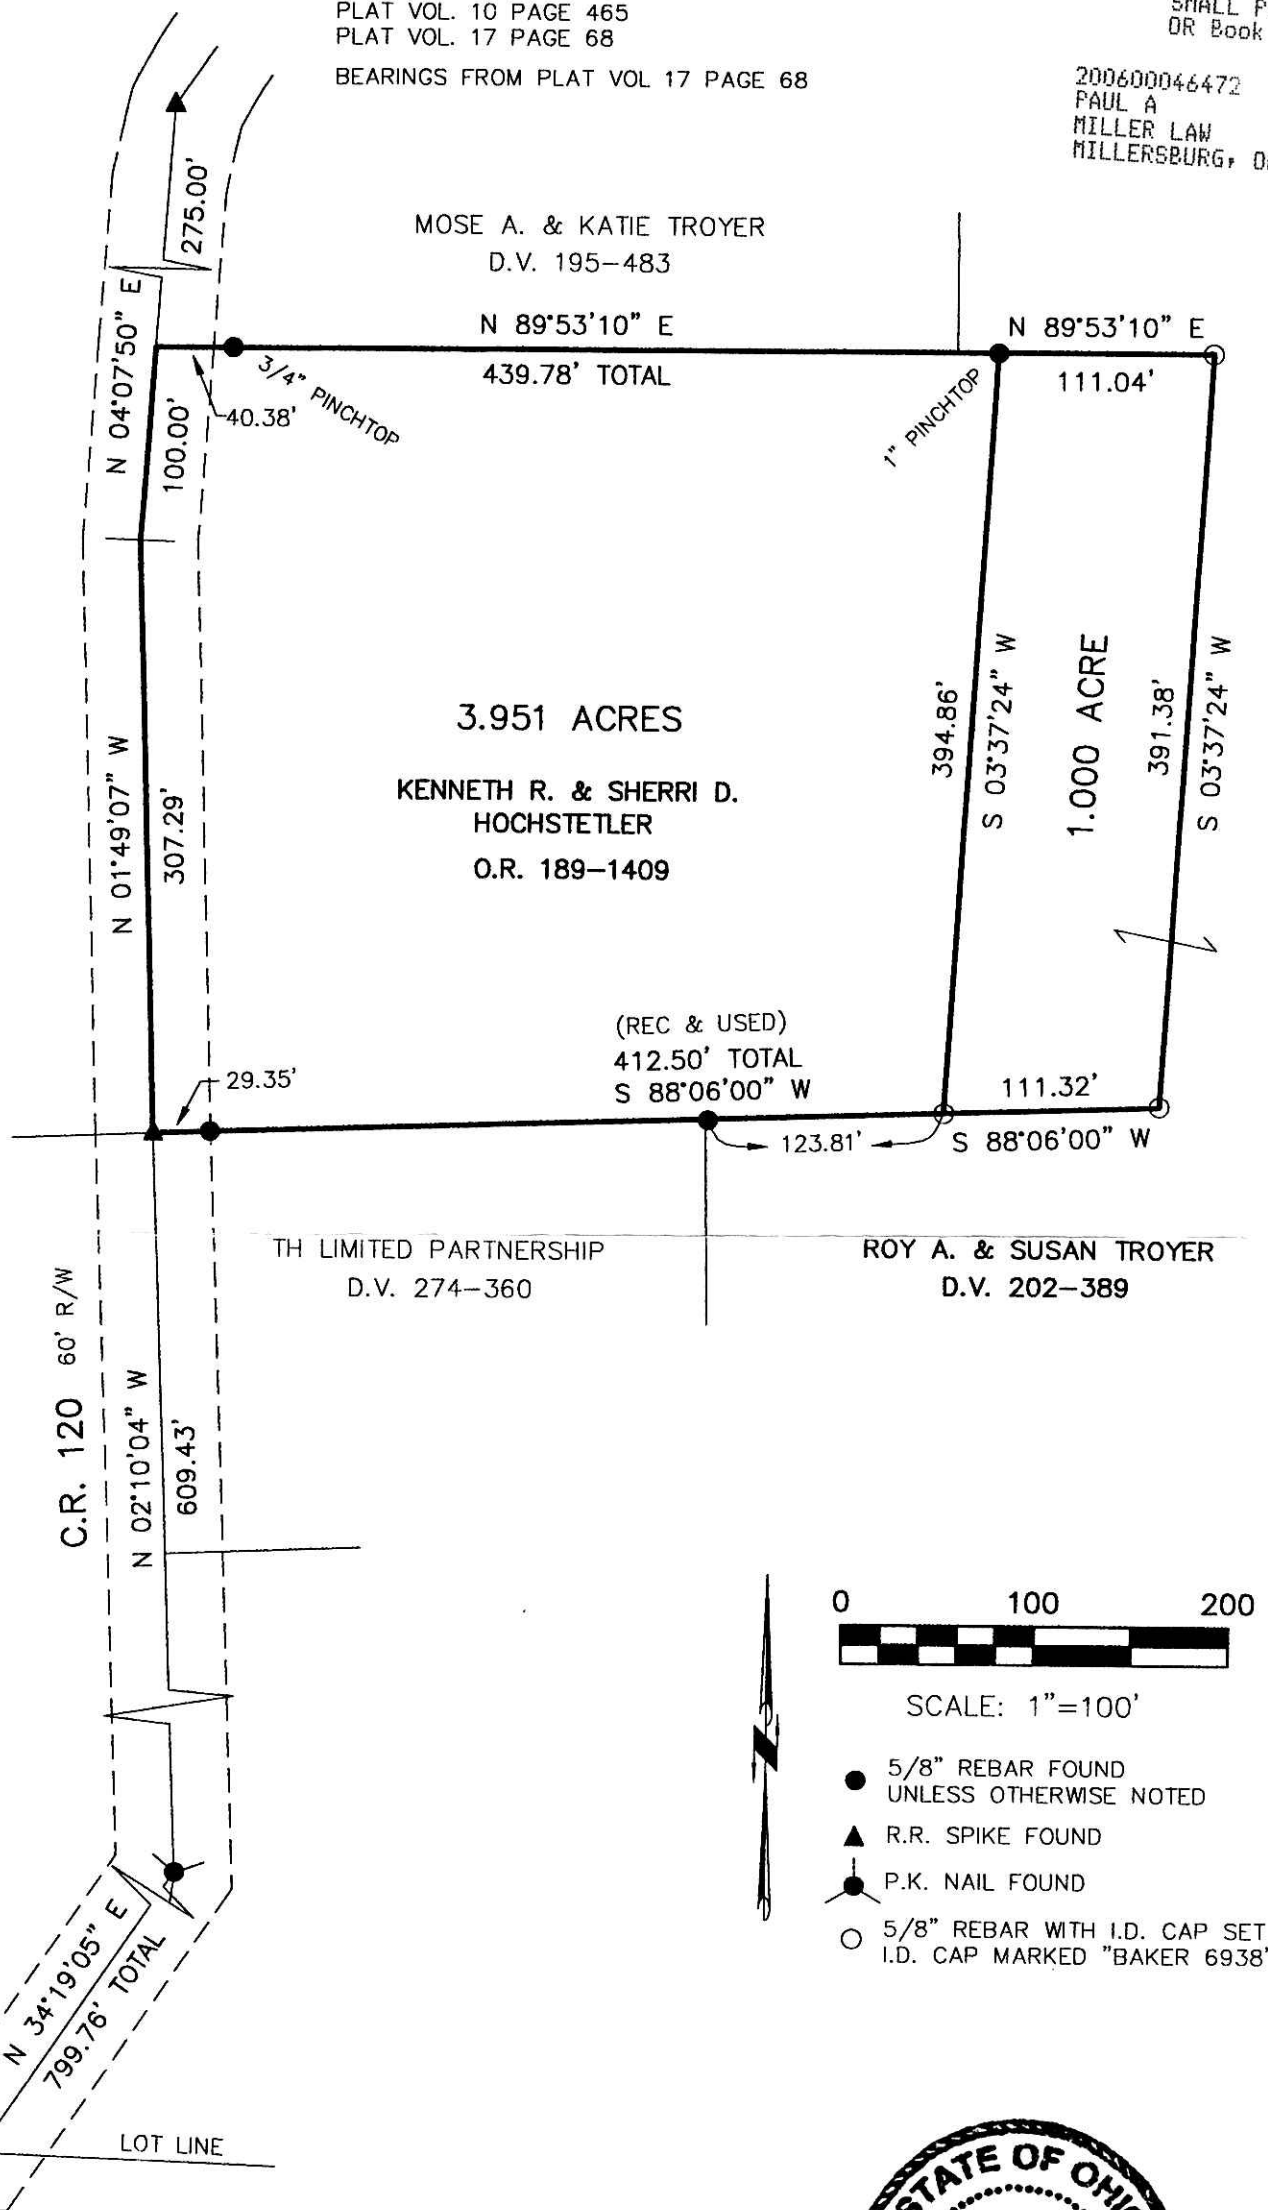 PLAT VOL. 10 PAGE 465
PLAT VOL. 17 PAGE 68
BEARINGS FROM PLAT VOL 17 PAGE 68
SMALL
OR Book
200600046472
PAUL A
MILLER LAW
MILLERSBURG,
275.00'
MOSE A. & KATIE TROYER
D.V. 195-483
N 04°07'50" E
100.00'
N 89°53'10" E
439.78' TOTAL
3/4" PINCHTOP
40.38'
1" PINCHTOP
N 89°53'10" E
111.04'
3.951 ACRES
KENNETH R. & SHERRI D.
HOCHSTETLER
O.R. 189-1409
394.86'
S 03°37'24" W
1.000 ACRE
391.38'
S 03°37'24" W
N 01°49'07" W
307.29'
(REC & USED)
412.50' TOTAL
S 88°06'00" W
29.35'
123.81'
111.32'
S 88°06'00" W
TH LIMITED PARTNERSHIP
D.V. 274-360
ROY A. & SUSAN TROYER
D.V. 202-389
C.R. 120 60' R/W
N 02°10'04" W
609.43'
0 100 200
SCALE: 1"=100'
N
5/8" REBAR FOUND
UNLESS OTHERWISE NOTED
R.R. SPIKE FOUND
P.K. NAIL FOUND
5/8" REBAR WITH I.D. CAP SET
I.D. CAP MARKED "BAKER 6938"
N 34°19'05" E
799.76' TOTAL
LOT LINE
STATE OF OHIO